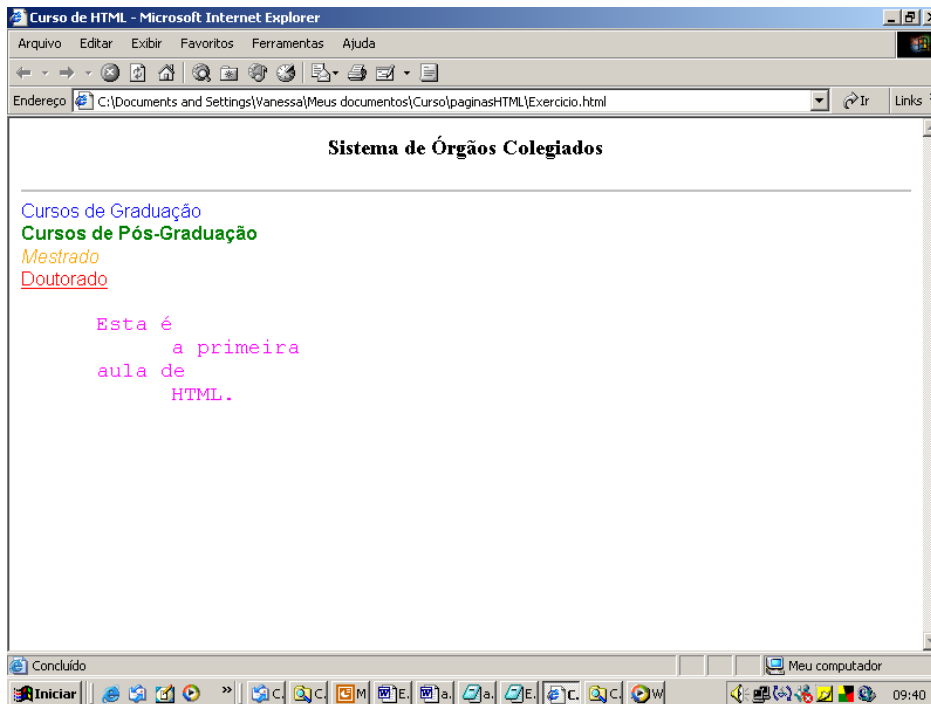 Curso de HTML - Microsoft Internet Explorer
Arquivo Editar Exibir Favoritos Ferramentas Ajuda
Endereço C:\Documents and Settings\Vanessa\Meus documentos\Curso\paginasHTML\Exercicio.html Ir Links
Sistema de Órgãos Colegiados
Cursos de Graduação
Cursos de Pós-Graduação
Mestrado
Doutorado
Esta é
a primeira
aula de
HTML.
Concluído Meu computador
Iniciar » C. C. M E. a. a. E. C. C. W 09:40